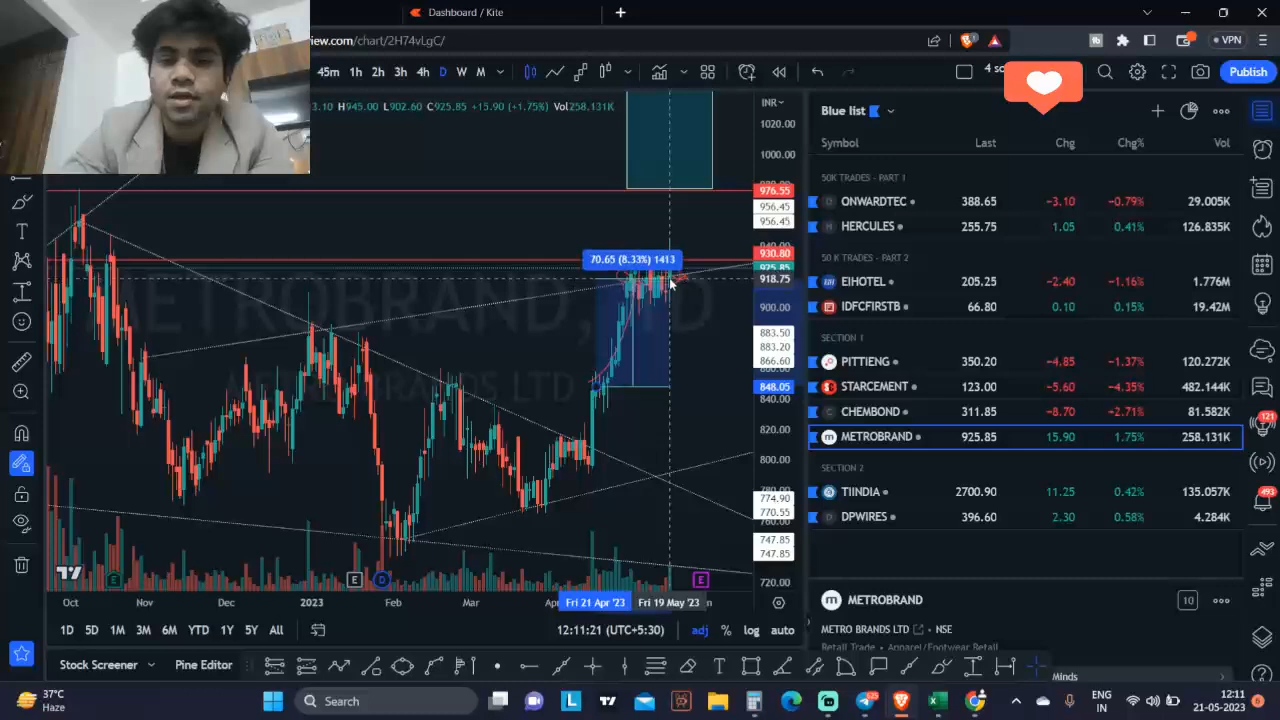 Dashboard / Kite
view.com/chart/2H74vLgC/
VPN
45m 1h 2h 3h 4h D W M
Publish
3.10 H945.00 L902.60 C925.85 +15.90 (+1.75%) Vol258.131K
INR
1020.00
1000.00
976.55
956.45
956.45
930.80
925.85
918.75
900.00
883.50
883.20
866.60
848.05
840.00
820.00
800.00
774.90
770.55
747.85
747.85
720.00
70.65 (8.33%) 1413
METRO BRANDS LTD
Blue list
Symbol Last Chg Chg% Vol
50K TRADES - PART 1
ONWARDTEC 388.65 −3.10 −0.79% 29.005K
HERCULES 255.75 1.05 0.41% 126.835K
50 K TRADES - PART 2
EIHOTEL 205.25 −2.40 −1.16% 1.776M
IDFCFIRSTB 66.80 0.10 0.15% 19.42M
SECTION 1
PITTIENG 350.20 −4.85 −1.37% 120.272K
STARCEMENT 123.00 −5.60 −4.35% 482.144K
CHEMBOND 311.85 −8.70 −2.71% 81.582K
METROBRAND 925.85 15.90 1.75% 258.131K
SECTION 2
TIINDIA 2700.90 11.25 0.42% 135.057K
DPWIRES 396.60 2.30 0.58% 4.284K
121
493
E E D E
Oct Nov Dec 2023 Feb Mar Fri 21 Apr '23 Fri 19 May '23
1D 5D 1M 3M 6M YTD 1Y 5Y All
12:11:21 (UTC+5:30) adj % log auto
METROBRAND
10
METRO BRANDS LTD NSE
Retail Trade • Apparel/Footwear Retail
Minds
Stock Screener Pine Editor
37°C
Haze
Search
ENG
IN
12:11
21-05-2023